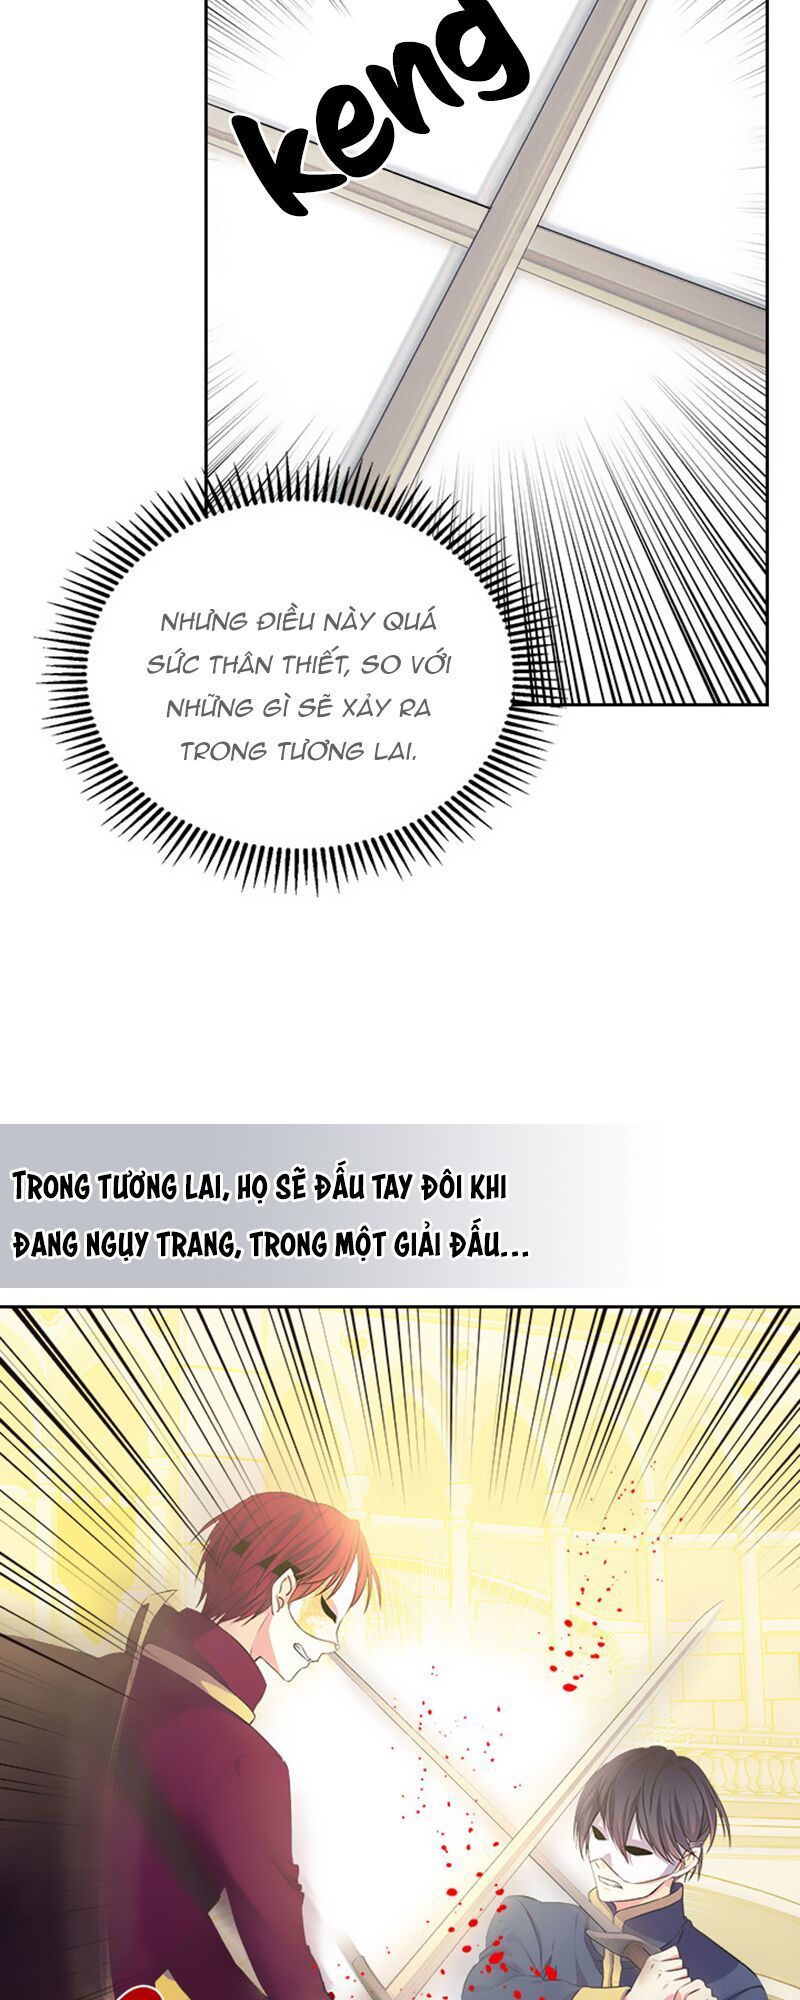 keng
NHƯNG ĐIỀU NÀY QUÁ
SỨC THÂN THIẾT, SO VỚI
NHỮNG GÌ SẼ XẢY RA
TRONG TƯƠNG LAI.
TRONG TƯƠNG LAI, HỌ SẼ ĐẤU TAY ĐÔI KHI
ĐANG NGỤY TRANG, TRONG MỘT GIẢI ĐẤU...